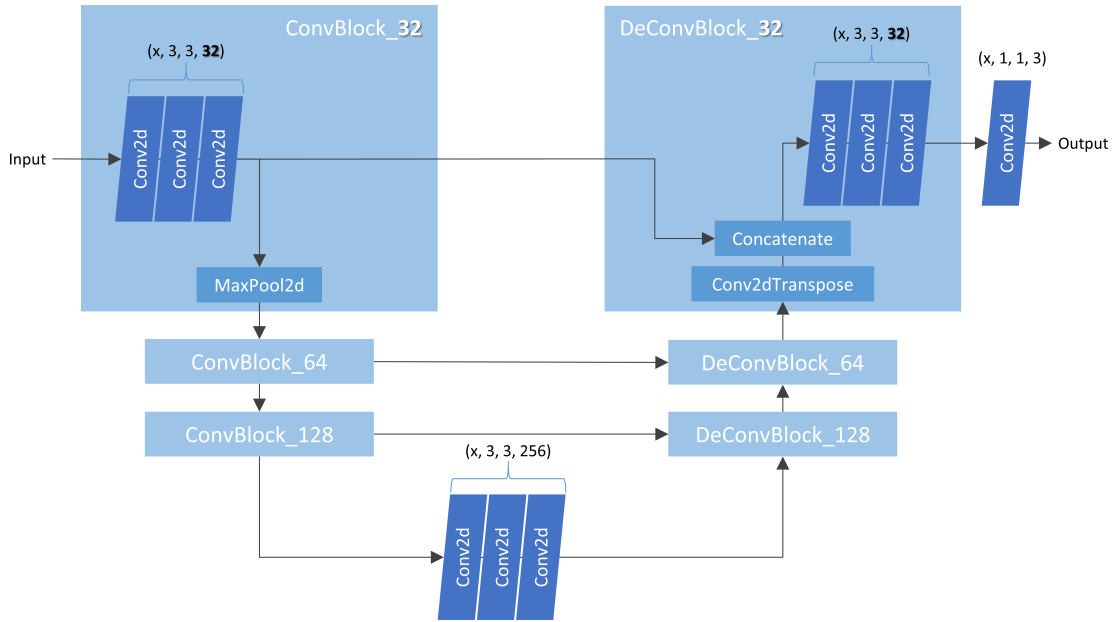 ConvBlock_32
(x, 3, 3, 32)
Conv2d
Conv2d
Conv2d
Input
MaxPool2d
DeConvBlock_32
(x, 3, 3, 32)
(x, 1, 1, 3)
Conv2d
Conv2d
Conv2d
Conv2d
Output
Concatenate
Conv2dTranspose
ConvBlock_64
DeConvBlock_64
ConvBlock_128
DeConvBlock_128
(x, 3, 3, 256)
Conv2d
Conv2d
Conv2d